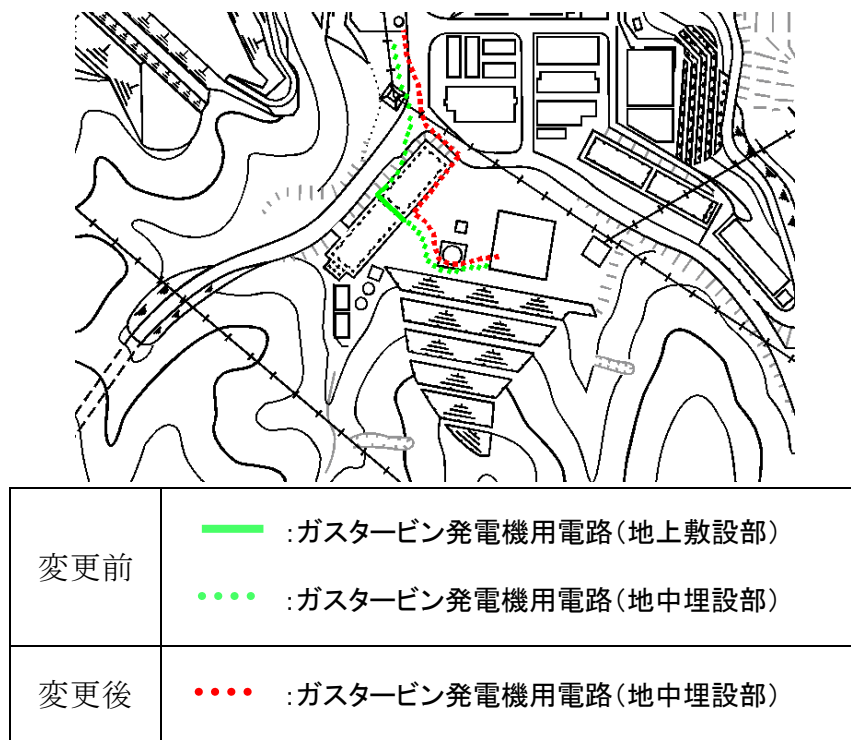 変更前
:ガスタービン発電機用電路(地上敷設部)
:ガスタービン発電機用電路(地中埋設部)
変更後
:ガスタービン発電機用電路(地中埋設部)